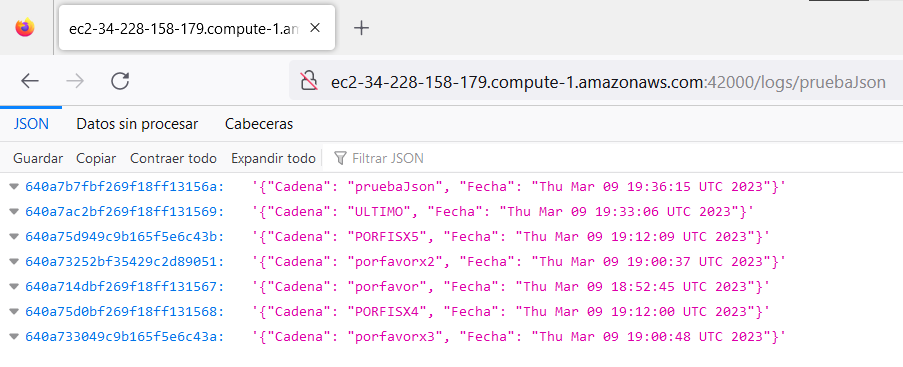 ec2-34-228-158-179.compute-1.am
ec2-34-228-158-179.compute-1.amazonaws.com:42000/logs/pruebaJson
JSON Datos sin procesar Cabeceras
Guardar Copiar Contraer todo Expandir todo Filtrar JSON
640a7b7fbf269f18ff13156a: '{"Cadena": "pruebaJson", "Fecha": "Thu Mar 09 19:36:15 UTC 2023"}'
640a7ac2bf269f18ff131569: '{"Cadena": "ULTIMO", "Fecha": "Thu Mar 09 19:33:06 UTC 2023"}'
640a75d949c9b165f5e6c43b: '{"Cadena": "PORFISX5", "Fecha": "Thu Mar 09 19:12:09 UTC 2023"}'
640a73252bf35429c2d89051: '{"Cadena": "porfavorx2", "Fecha": "Thu Mar 09 19:00:37 UTC 2023"}'
640a714dbf269f18ff131567: '{"Cadena": "porfavor", "Fecha": "Thu Mar 09 18:52:45 UTC 2023"}'
640a75d0bf269f18ff131568: '{"Cadena": "PORFISX4", "Fecha": "Thu Mar 09 19:12:00 UTC 2023"}'
640a733049c9b165f5e6c43a: '{"Cadena": "porfavorx3", "Fecha": "Thu Mar 09 19:00:48 UTC 2023"}'